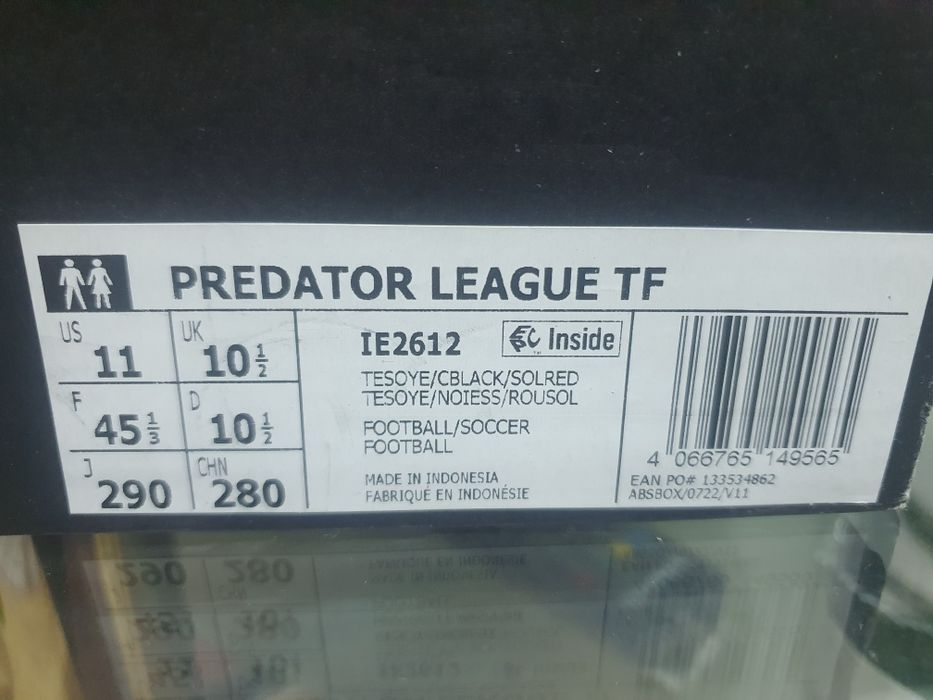 PREDATOR LEAGUE TF
US 11 UK 10 1/2
F 45 1/3 D 10 1/2
J 290 CHN 280
IE2612 Inside
TESOYE/CBLACK/SOLRED
TESOYE/NOIESS/ROUSOL
FOOTBALL/SOCCER
FOOTBALL
MADE IN INDONESIA
FABRIQUÉ EN INDONÉSIE
4 066765 149565
EAN PO# 133534862
ABSBOX/0722/V11